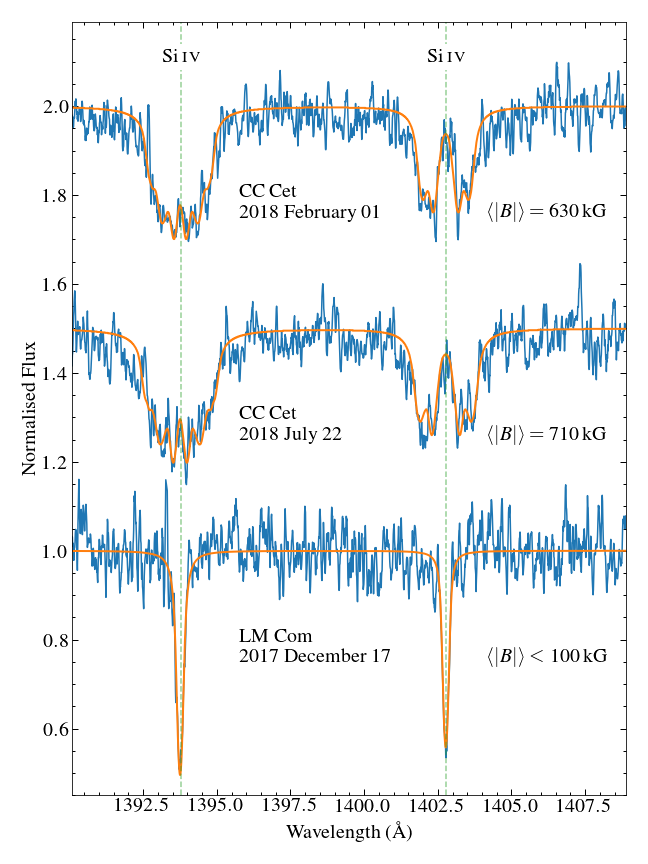 Si IV Si IV
2.0
CC Cet
2018 February 01
1.8
⟨|B|⟩ = 630 kG
1.6
Normalised Flux
1.4
CC Cet
2018 July 22
⟨|B|⟩ = 710 kG
1.2
1.0
LM Com
2017 December 17
⟨|B|⟩ < 100 kG
0.8
0.6
1392.5 1395.0 1397.5 1400.0 1402.5 1405.0 1407.5
Wavelength (Å)